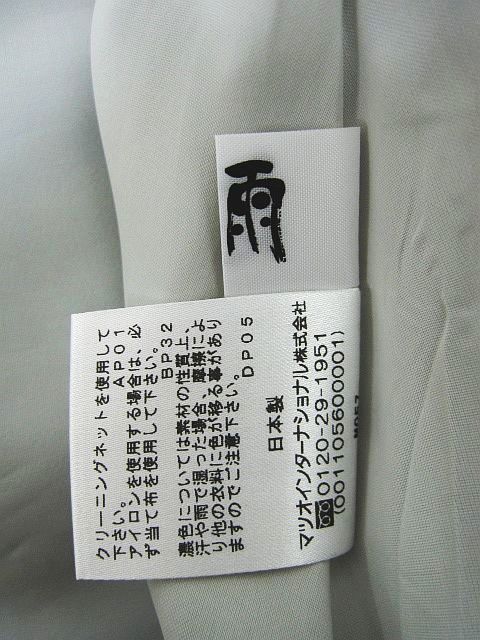 雨
クリーニングネットを使用して
下さい。 AP01
アイロンを使用する場合は、必
ず当て布を使用して下さい。
BP32
濃色については素材の性質上、
汗や雨で湿った場合、摩擦によ
り他の衣料に色が移る事があり
ますのでご注意下さい。
DP05
日本製
マツオインターナショナル株式会社
0120-29-1951
(001105600001)